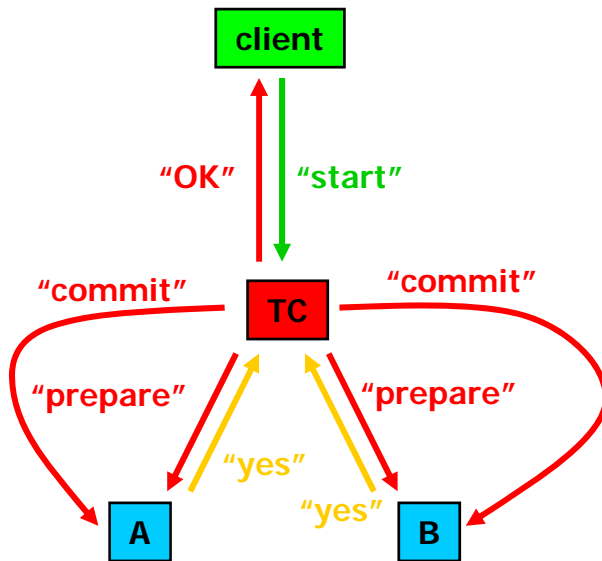 client
“OK”
“start”
“commit”
“commit”
TC
“prepare”
“prepare”
“yes”
“yes”
A
B